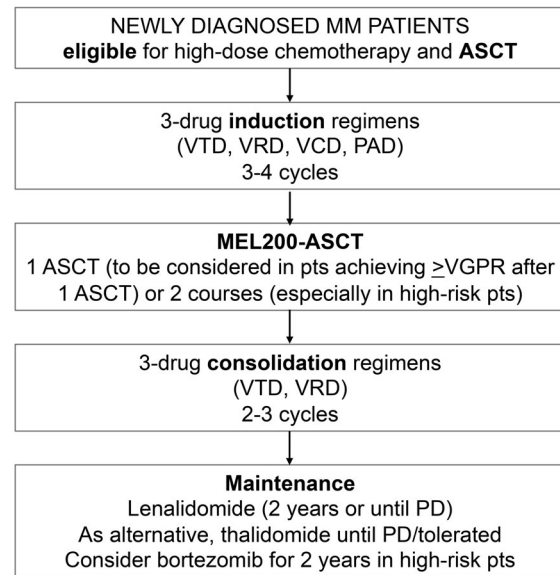 NEWLY DIAGNOSED MM PATIENTS
eligible for high-dose chemotherapy and ASCT
3-drug induction regimens
(VTD, VRD, VCD, PAD)
3-4 cycles
MEL200-ASCT
1 ASCT (to be considered in pts achieving ≥VGPR after
1 ASCT) or 2 courses (especially in high-risk pts)
3-drug consolidation regimens
(VTD, VRD)
2-3 cycles
Maintenance
Lenalidomide (2 years or until PD)
As alternative, thalidomide until PD/tolerated
Consider bortezomib for 2 years in high-risk pts